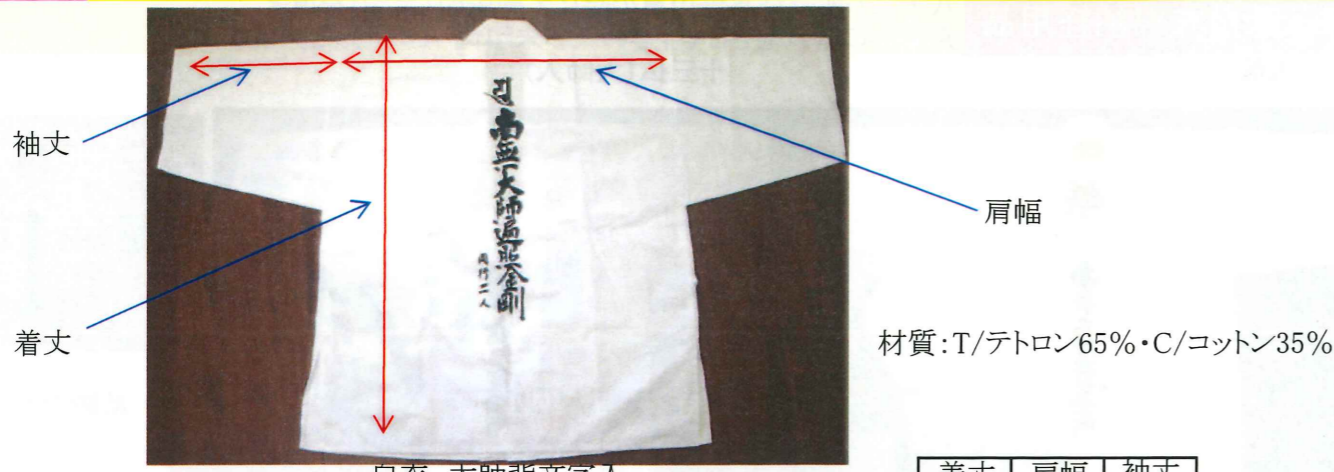 袖丈
南無大師遍照金剛
同行二人
肩幅
着丈
材質:T/テトロン65%・C/コットン35%
着丈 肩幅 袖丈